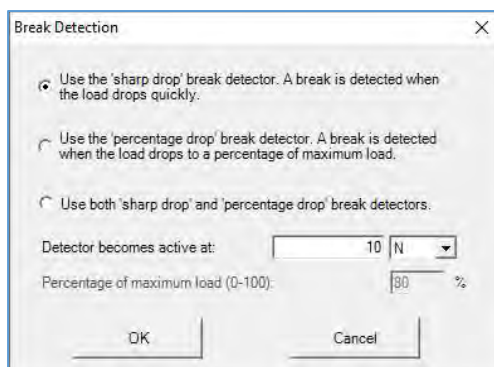 Break Detection
Use the 'sharp drop' break detector. A break is detected when
the load drops quickly.
Use the 'percentage drop' break detector. A break is detected
when the load drops to a percentage of maximum load.
Use both 'sharp drop' and 'percentage drop' break detectors.
Detector becomes active at: 10 N
Percentage of maximum load (0-100): 80 %
OK Cancel